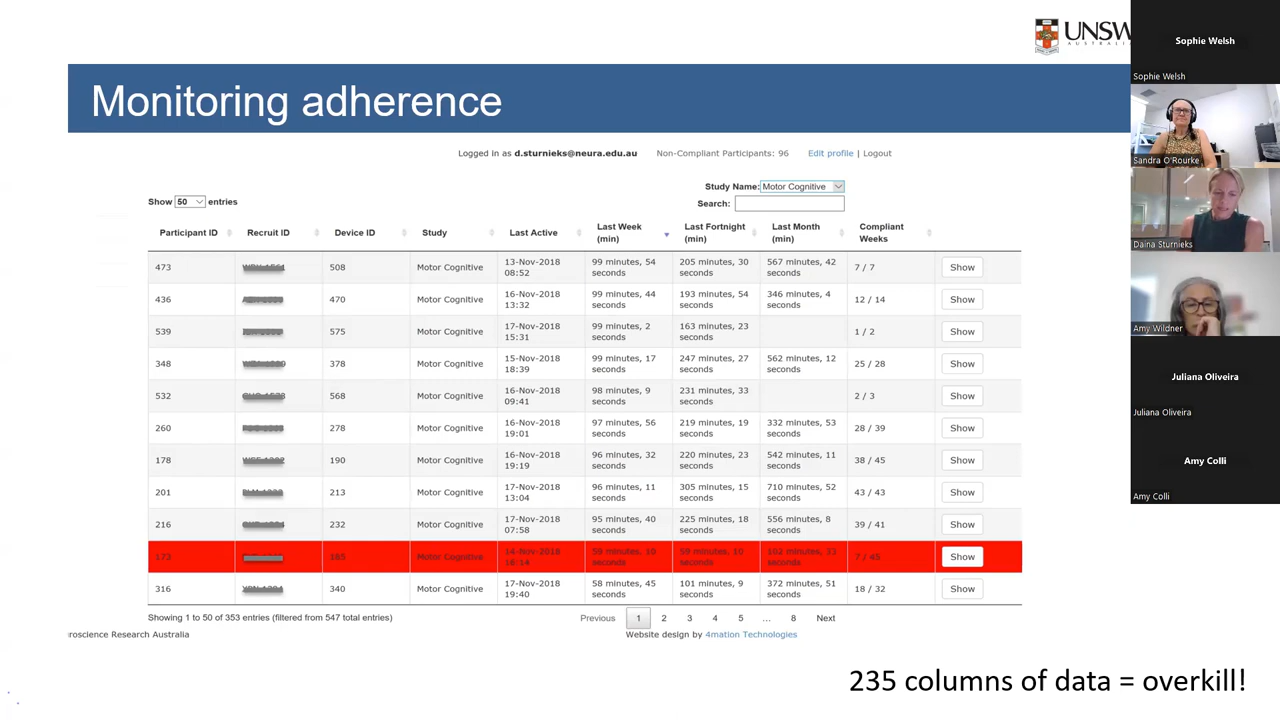 UNSW
AUSTRALIA
Monitoring adherence
Logged in as d.sturnieks@neura.edu.au Non-Compliant Participants: 96 Edit profile | Logout
Study Name: Motor Cognitive
Show 50 entries
Search:
Participant ID Recruit ID Device ID Study Last Active Last Week (min) Last Fortnight (min) Last Month (min) Compliant Weeks
473 508 Motor Cognitive 13-Nov-2018 08:52 99 minutes, 54 seconds 205 minutes, 30 seconds 567 minutes, 42 seconds 7 / 7 Show
436 470 Motor Cognitive 16-Nov-2018 13:32 99 minutes, 44 seconds 193 minutes, 54 seconds 346 minutes, 4 seconds 12 / 14 Show
539 575 Motor Cognitive 17-Nov-2018 15:31 99 minutes, 2 seconds 163 minutes, 23 seconds 1 / 2 Show
348 378 Motor Cognitive 15-Nov-2018 18:39 99 minutes, 17 seconds 247 minutes, 27 seconds 562 minutes, 12 seconds 25 / 28 Show
532 568 Motor Cognitive 16-Nov-2018 09:41 98 minutes, 9 seconds 231 minutes, 33 seconds 2 / 3 Show
260 278 Motor Cognitive 16-Nov-2018 19:01 97 minutes, 56 seconds 219 minutes, 19 seconds 332 minutes, 53 seconds 28 / 39 Show
178 190 Motor Cognitive 16-Nov-2018 19:19 96 minutes, 32 seconds 220 minutes, 23 seconds 542 minutes, 11 seconds 38 / 45 Show
201 213 Motor Cognitive 17-Nov-2018 13:04 96 minutes, 11 seconds 305 minutes, 15 seconds 710 minutes, 52 seconds 43 / 43 Show
216 232 Motor Cognitive 17-Nov-2018 07:58 95 minutes, 40 seconds 225 minutes, 18 seconds 556 minutes, 8 seconds 39 / 41 Show
173 185 Motor Cognitive 14-Nov-2018 16:14 59 minutes, 10 seconds 59 minutes, 10 seconds 102 minutes, 33 seconds 7 / 45 Show
316 340 Motor Cognitive 17-Nov-2018 19:40 58 minutes, 45 seconds 101 minutes, 9 seconds 372 minutes, 51 seconds 18 / 32 Show
Showing 1 to 50 of 353 entries (filtered from 547 total entries) Previous 1 2 3 4 5 ... 8 Next
roscience Research Australia Website design by 4mation Technologies
235 columns of data = overkill!
Sophie Welsh
Sophie Welsh
Sandra O'Rourke
Daina Sturnieks
Amy Wildner
Juliana Oliveira
Juliana Oliveira
Amy Colli
Amy Colli